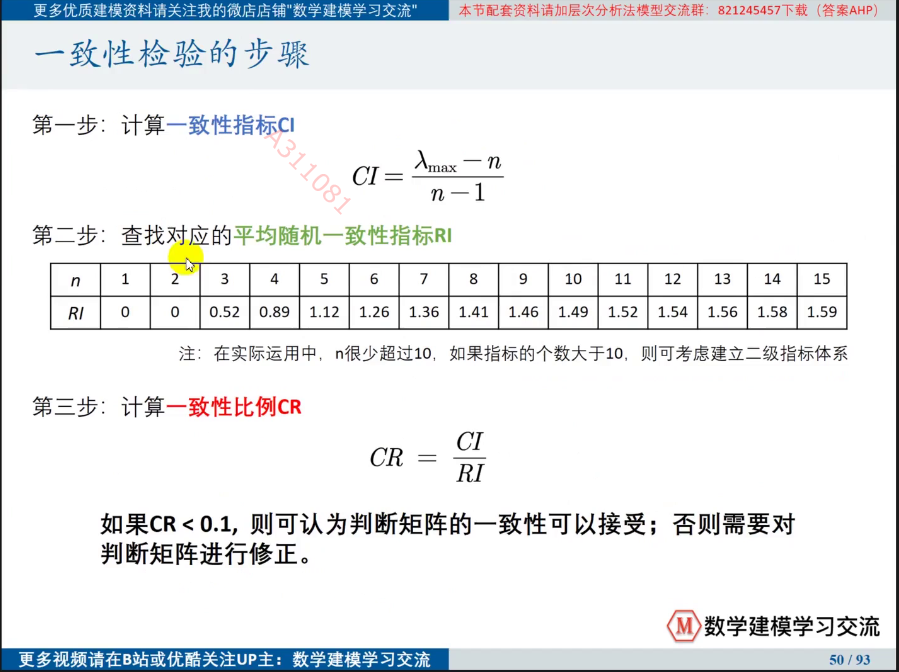 更多优质建模资料请关注我的微店店铺"数学建模学习交流"
本节配套资料请加层次分析法模型交流群：821245457下载（答案AHP）
一致性检验的步骤
第一步：计算一致性指标CI
CI = (λmax − n) / (n − 1)
A311081
第二步：查找对应的平均随机一致性指标RI
n 1 2 3 4 5 6 7 8 9 10 11 12 13 14 15
RI 0 0 0.52 0.89 1.12 1.26 1.36 1.41 1.46 1.49 1.52 1.54 1.56 1.58 1.59
注：在实际运用中，n很少超过10，如果指标的个数大于10，则可考虑建立二级指标体系
第三步：计算一致性比例CR
CR = CI / RI
如果CR < 0.1, 则可认为判断矩阵的一致性可以接受；否则需要对
判断矩阵进行修正。
M 数学建模学习交流
更多视频请在B站或优酷关注UP主：数学建模学习交流
50 / 93